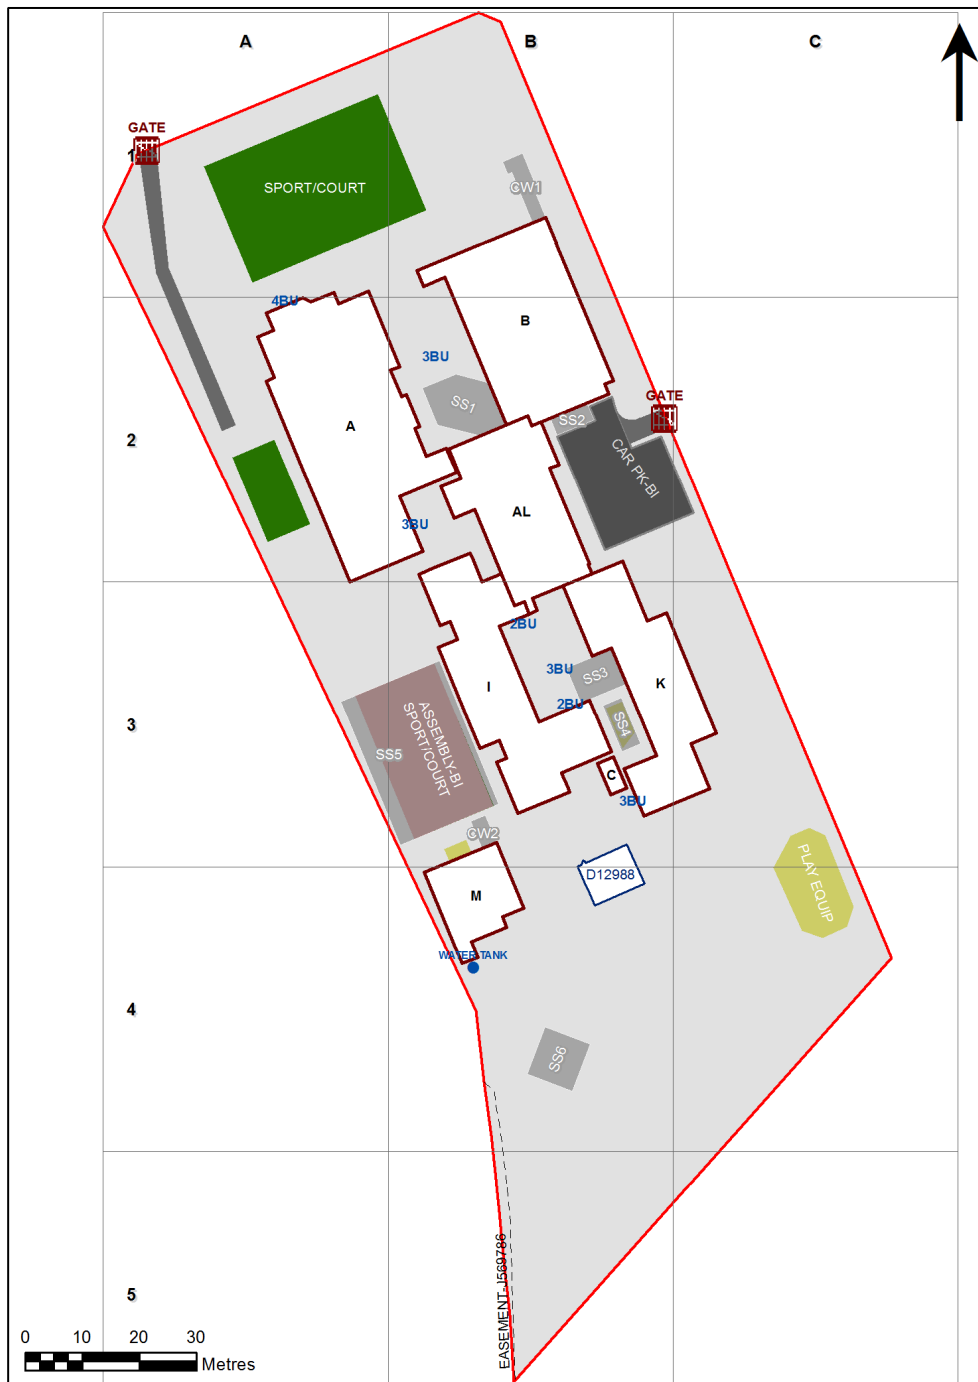 A
B
C
GATE
1
SPORT/COURT
CW1
4BU
B
3BU
GATE
SS1
SS2
A
2
CAR PK-BI
AL
3BU
2BU
3BU
SS3
I
K
2BU
SS4
ASSEMBLY-BI
SPORT/COURT
3
SS5
C
3BU
CW2
PLAY EQUIP
D12988
M
WATER TANK
4
SS6
EASEMENT-J569786
5
0 10 20 30
Metres